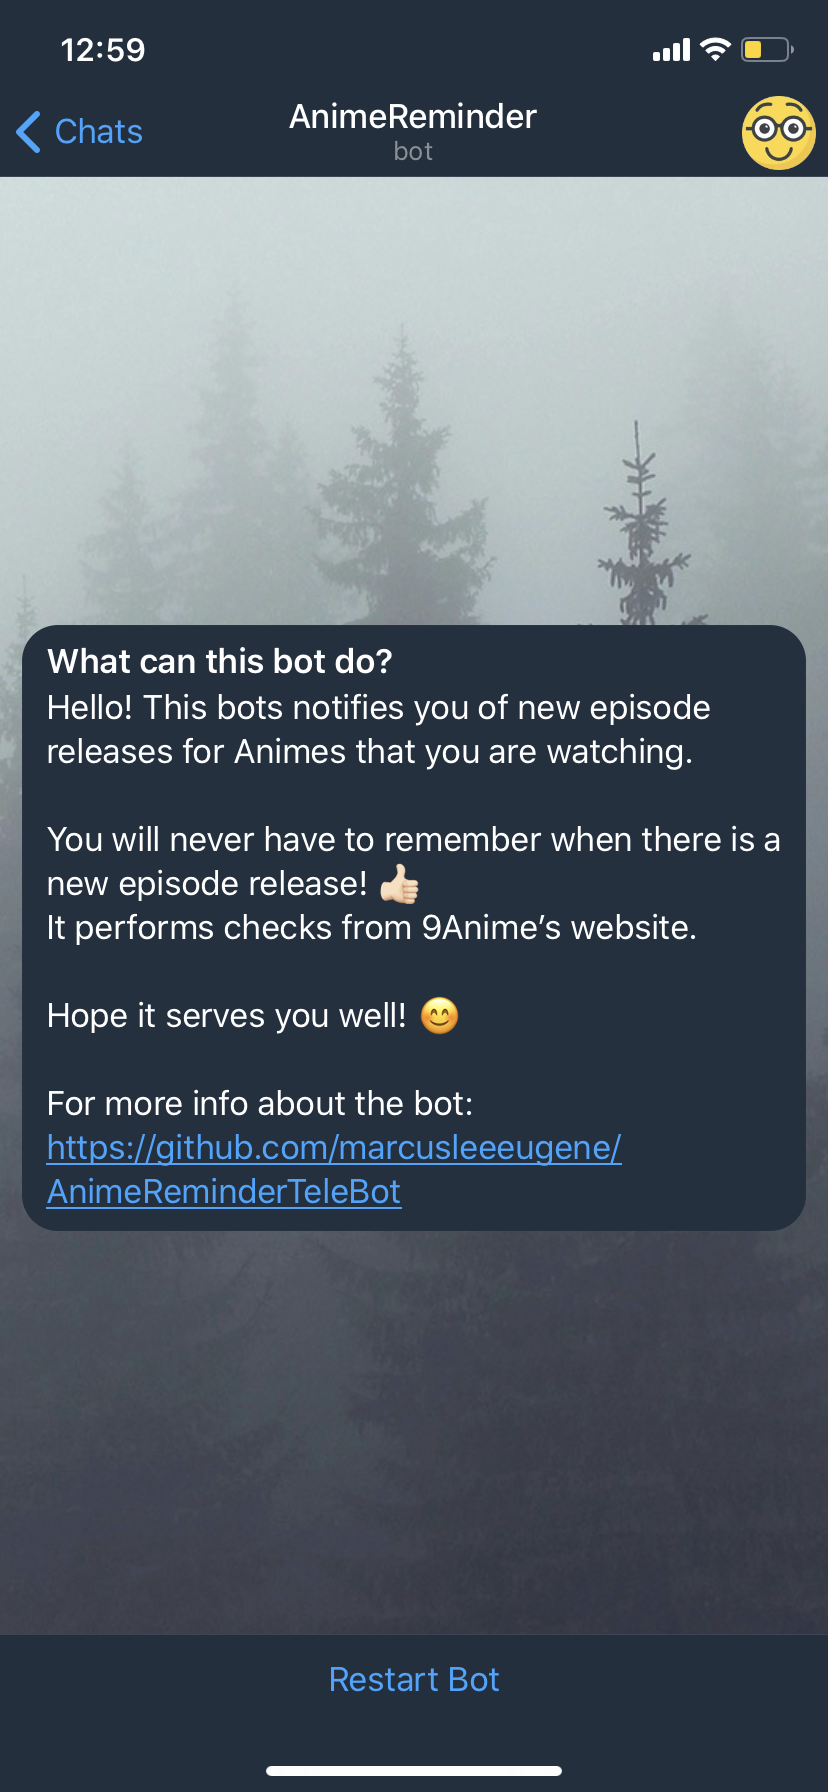 12:59
Chats
AnimeReminder
bot
What can this bot do?
Hello! This bots notifies you of new episode
releases for Animes that you are watching.
You will never have to remember when there is a
new episode release! 👍🏻
It performs checks from 9Anime’s website.
Hope it serves you well! 😊
For more info about the bot:
https://github.com/marcusleeeugene/
AnimeReminderTeleBot
Restart Bot